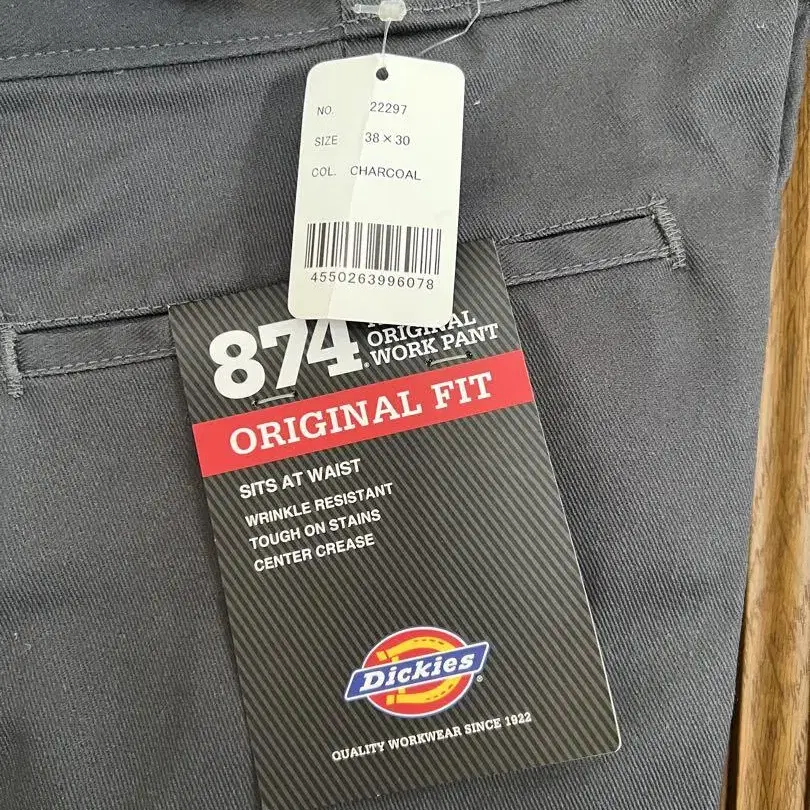 NO. 22297
SIZE 38×30
COL. CHARCOAL
4550263996078
874
ORIGINAL
WORK PANT
ORIGINAL FIT
SITS AT WAIST
WRINKLE RESISTANT
TOUGH ON STAINS
CENTER CREASE
Dickies®
QUALITY WORKWEAR SINCE 1922